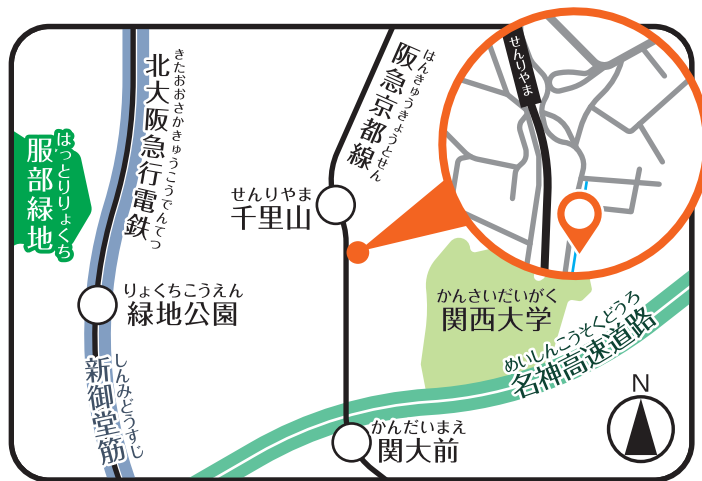 きたおおさかきゅうこうでんてつ
北大阪急行電鉄
はんきゅうきょうとせん
阪急京都線
せんりやま
はっとりりょくち
服部緑地
せんりやま
千里山
りょくちこうえん
緑地公園
かんさいだいがく
関西大学
めいしんこうそくどうろ
名神高速道路
しんみどうすじ
新御堂筋
かんだいまえ
関大前
N